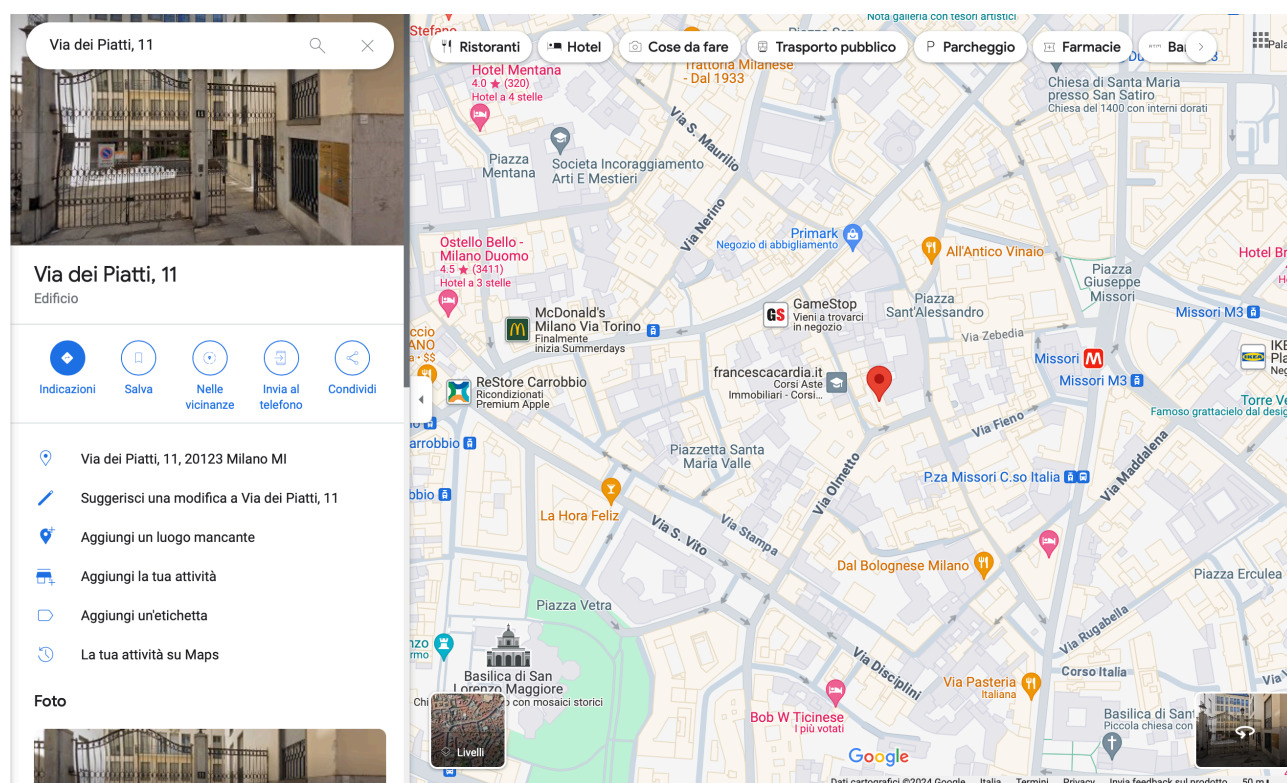 Via dei Piatti, 11
11
Via dei Piatti, 11
Edificio
Indicazioni
Salva
Nelle
vicinanze
Invia al
telefono
Condividi
Via dei Piatti, 11, 20123 Milano MI
Suggerisci una modifica a Via dei Piatti, 11
Aggiungi un luogo mancante
Aggiungi la tua attività
Aggiungi un'etichetta
La tua attività su Maps
Foto
Nota galleria con tesori artistici
Stefano
Ristoranti
Hotel
Cose da fare
Trasporto pubblico
P Parcheggio
Farmacie
Trattoria Milanese
- Dal 1933
Hotel Mentana
4.0 ★ (320)
Hotel a 4 stelle
Chiesa di Santa Maria
presso San Satiro
Chiesa del 1400 con interni dorati
Via S. Maurilio
Piazza
Mentana
Societa Incoraggiamento
Arti E Mestieri
Via Nerino
Primark
Negozio di abbigliamento
All'Antico Vinaio
Ostello Bello -
Milano Duomo
4.5 ★ (3411)
Hotel a 3 stelle
Piazza
Giuseppe
Missori
Missori M3
McDonald's
Milano Via Torino
Finalmente
inizia Summerdays
GS
GameStop
Vieni a trovarci
in negozio
Piazza
Sant'Alessandro
Via Zebedia
Missori
M
Missori M3
IKEA
ReStore Carrobbio
Ricondizionati
Premium Apple
francescacardia.it
Corsi Aste
Immobiliari - Corsi...
Famoso grattacielo dal
Via Fieno
Piazzetta Santa
Maria Valle
Via Olmetto
P.za Missori C.so Italia
Via Maddalena
La Hora Feliz
Via S. Vito
Via Stampa
Dal Bolognese Milano
Piazza Erculea
Piazza Vetra
Via Rugabella
Basilica di San
Lorenzo Maggiore
con mosaici storici
Via Disciplini
Corso Italia
Via Pasteria
Italiana
Bob W Ticinese
I più votati
Basilica di
Piccola chiesa con
Livelli
Google
Dati cartografici ©2024 Google
Italia
Termini
Privacy
Invia feedback sul prodotto
50 m